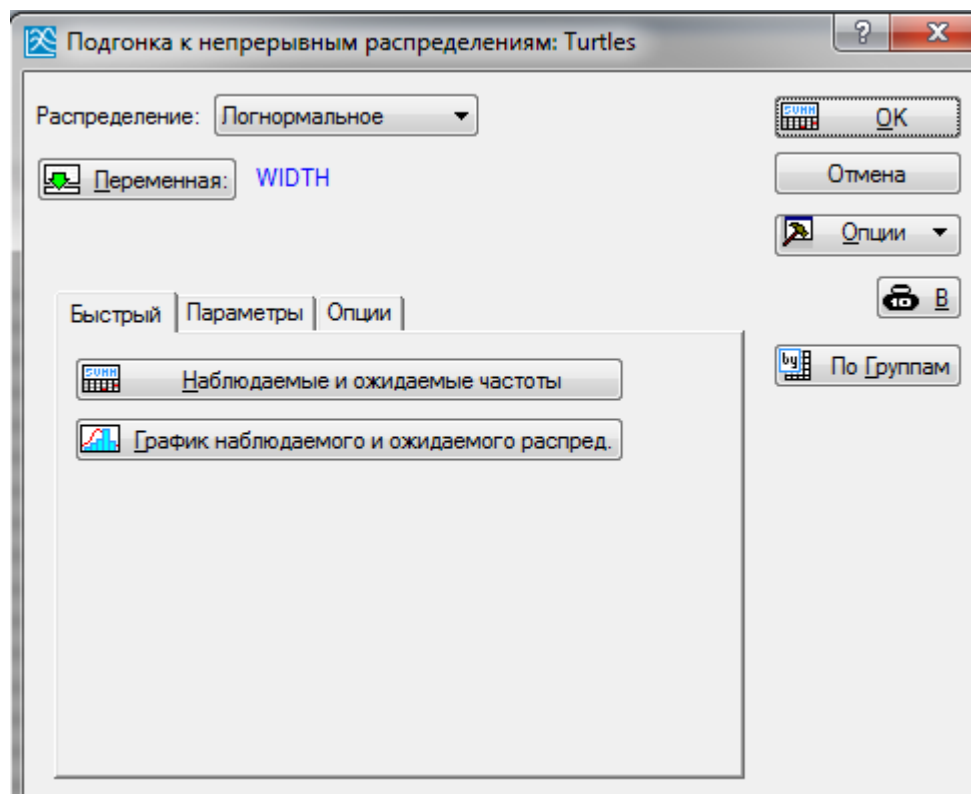 Подгонка к непрерывным распределениям: Turtles
?
Распределение: Логнормальное
OK
Переменная: WIDTH
Отмена
Опции
В
Быстрый Параметры Опции
По Группам
Наблюдаемые и ожидаемые частоты
График наблюдаемого и ожидаемого распред.